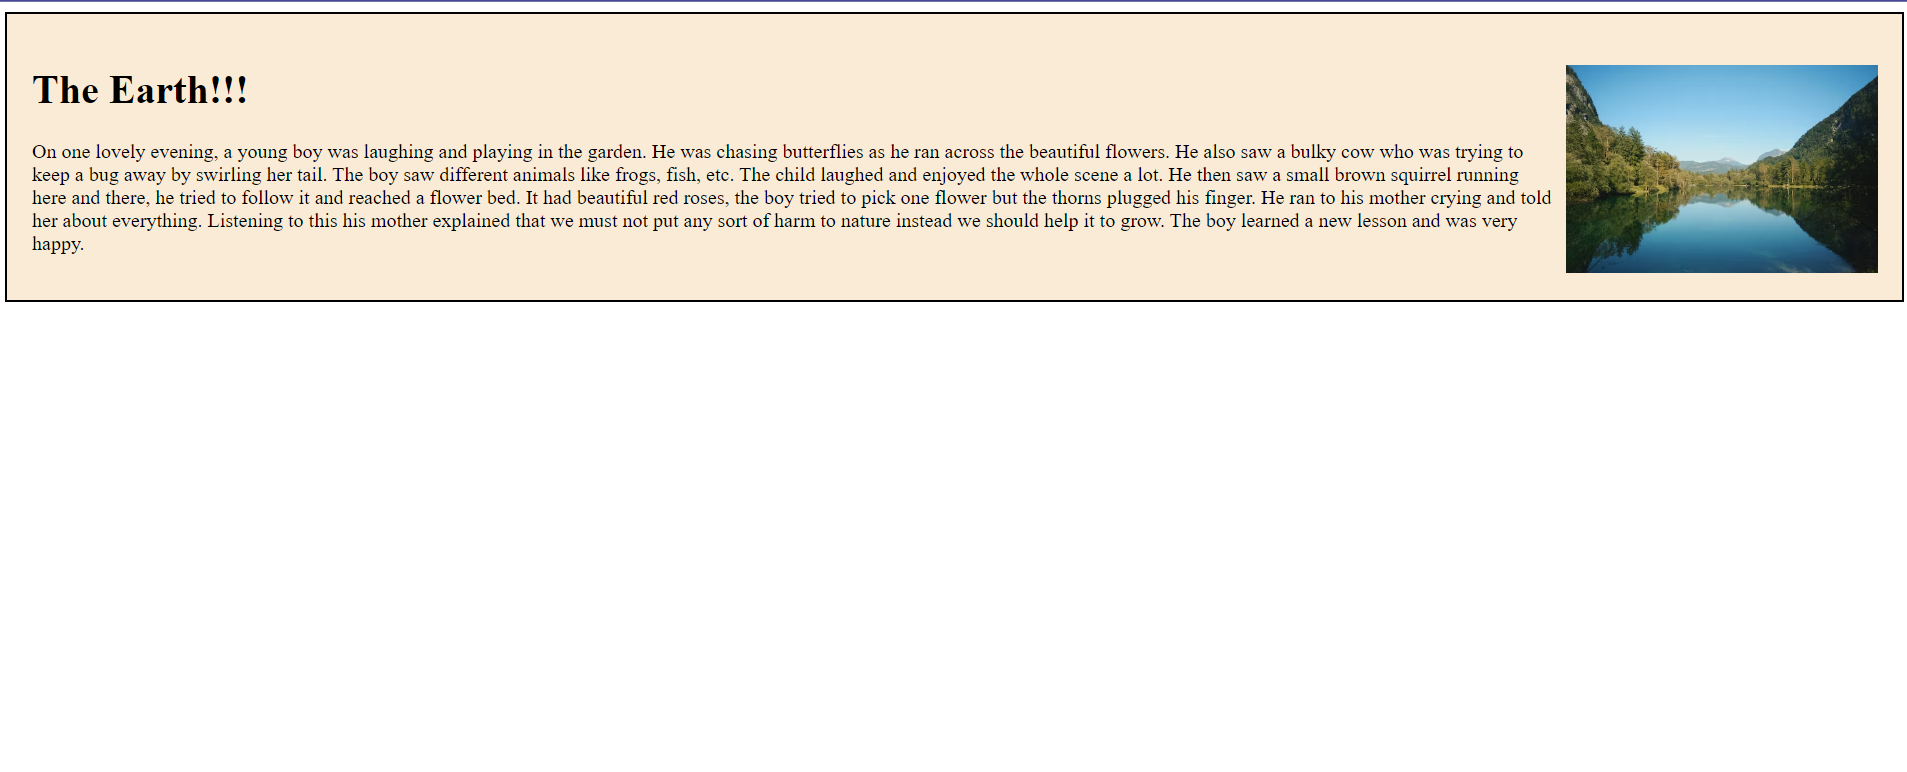 The Earth!!!
On one lovely evening, a young boy was laughing and playing in the garden. He was chasing butterflies as he ran across the beautiful flowers. He also saw a bulky cow who was trying to
keep a bug away by swirling her tail. The boy saw different animals like frogs, fish, etc. The child laughed and enjoyed the whole scene a lot. He then saw a small brown squirrel running
here and there, he tried to follow it and reached a flower bed. It had beautiful red roses, the boy tried to pick one flower but the thorns plugged his finger. He ran to his mother crying and told
her about everything. Listening to this his mother explained that we must not put any sort of harm to nature instead we should help it to grow. The boy learned a new lesson and was very
happy.